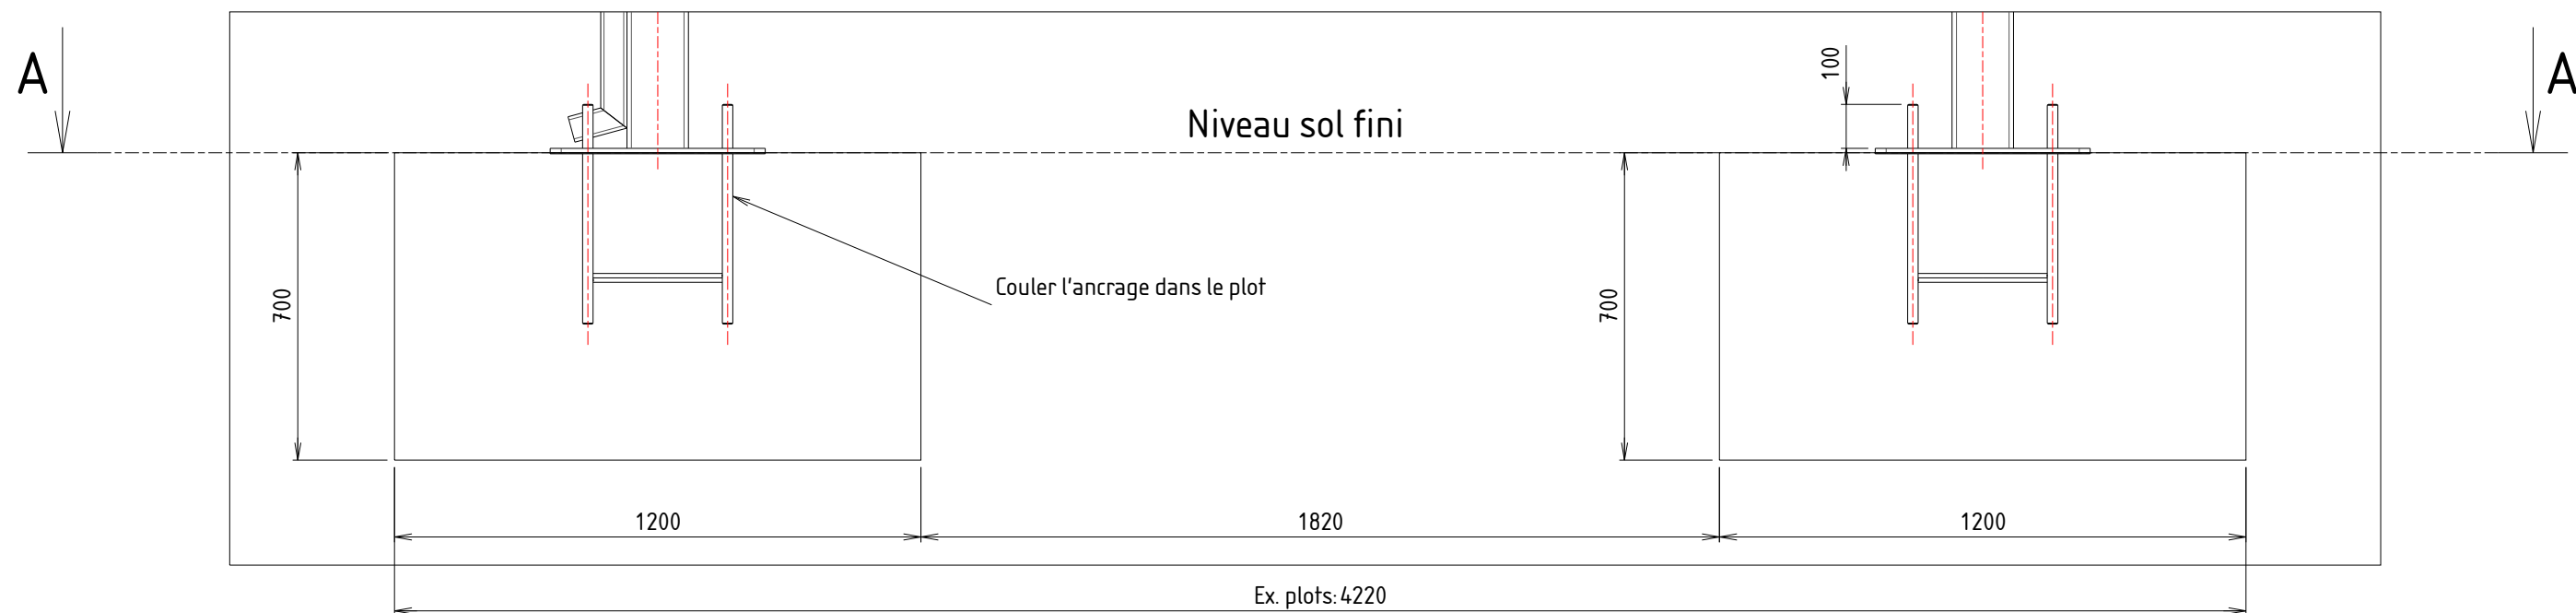 A
A
100
Niveau sol fini
700
Couler l'ancrage dans le plot
700
1200
1820
1200
Ex. plots: 4220